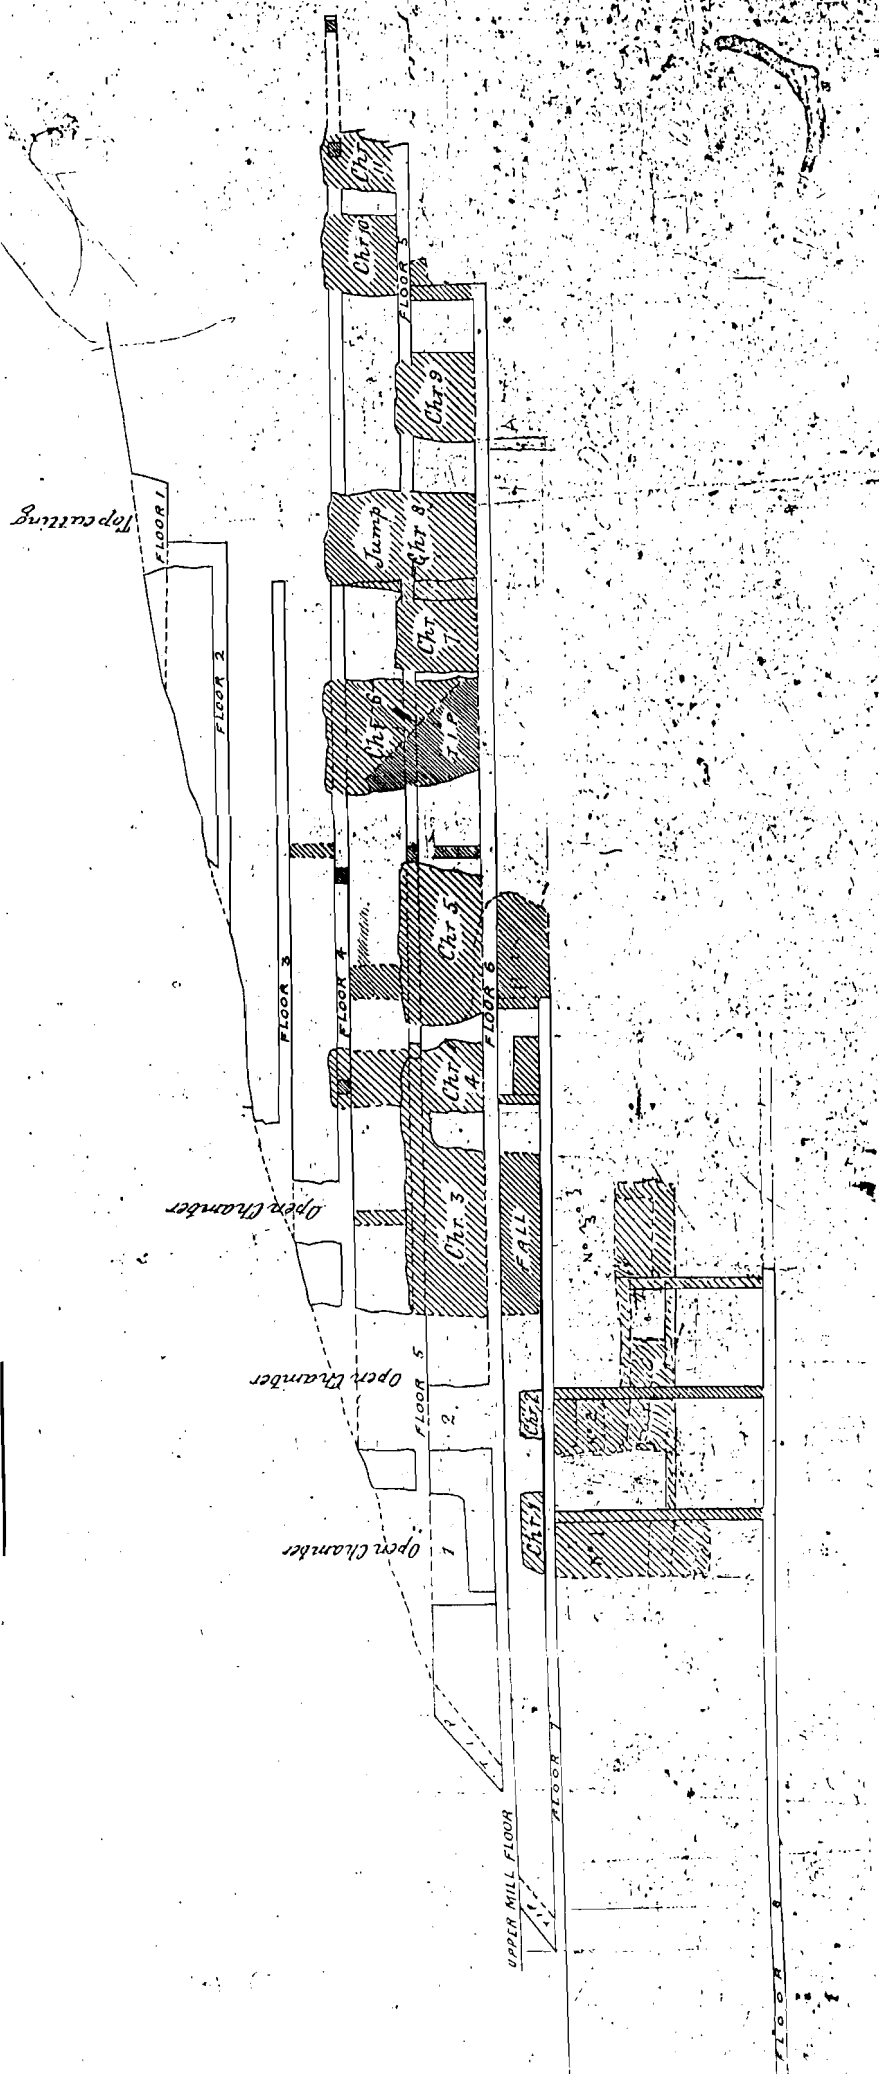 Topcutting
FLOOR 1
FLOOR 2
FLOOR 3
FLOOR 4
FLOOR 5
FLOOR 5
FLOOR 6
FLOOR 7
FLOOR 8
UPPER MILL FLOOR
Open Chamber
Open Chamber
Open Chamber
1
2.
Chr 11
Chr 10
Chr 9
Jump
Chr 8
Chr 7
Chr 6
TIP
Chr 5
Chr 4
Chr. 3
FALL
Chr 2
Chr. 1
A
No 3
No 2
No 1